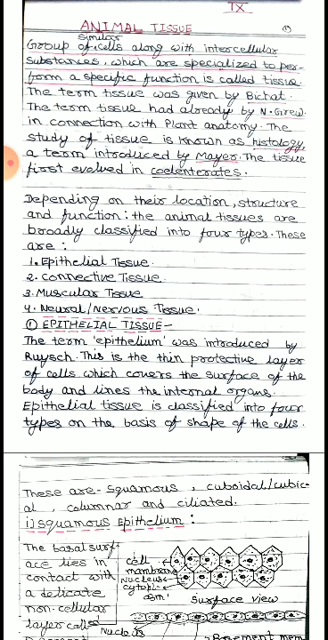 IX
ANIMAL TISSUE
similar
Group of cells along with intercellular
substances, which are specialized to per-
form a specific function is called tissue.
The term tissue was given by Bichat.
The term tissue had already by N. Grew.
in connection with Plant anatomy. The
study of tissue is known as histology,
a term introduced by Mayer. The tissue
first evolved in coelenterates.
Depending on their location, structure
and function: the animal tissues are
broadly classified into four types. These
are:
1. Epithelial Tissue.
2. Connective Tissue.
3. Muscular Tissue
4. Neural/Nervous Tissue.
① EPITHELIAL TISSUE-
The term 'epithelium' was introduced by
Ruysch. This is the thin protective layer
of cells which covers the surface of the
body and lines the internal organs.
Epithelial tissue is classified into four
types on the basis of shape of the cells.
These are- squamous, cuboidal/cubic-
al, columnar and ciliated.
i) squamous Epithelium:
The basal surf-
ace lies in
contact with
a delicate
non-cellular
layer called
cell
membrane
Nucleus
cytopl-
asm
Surface view
Nucleus
Basement mem